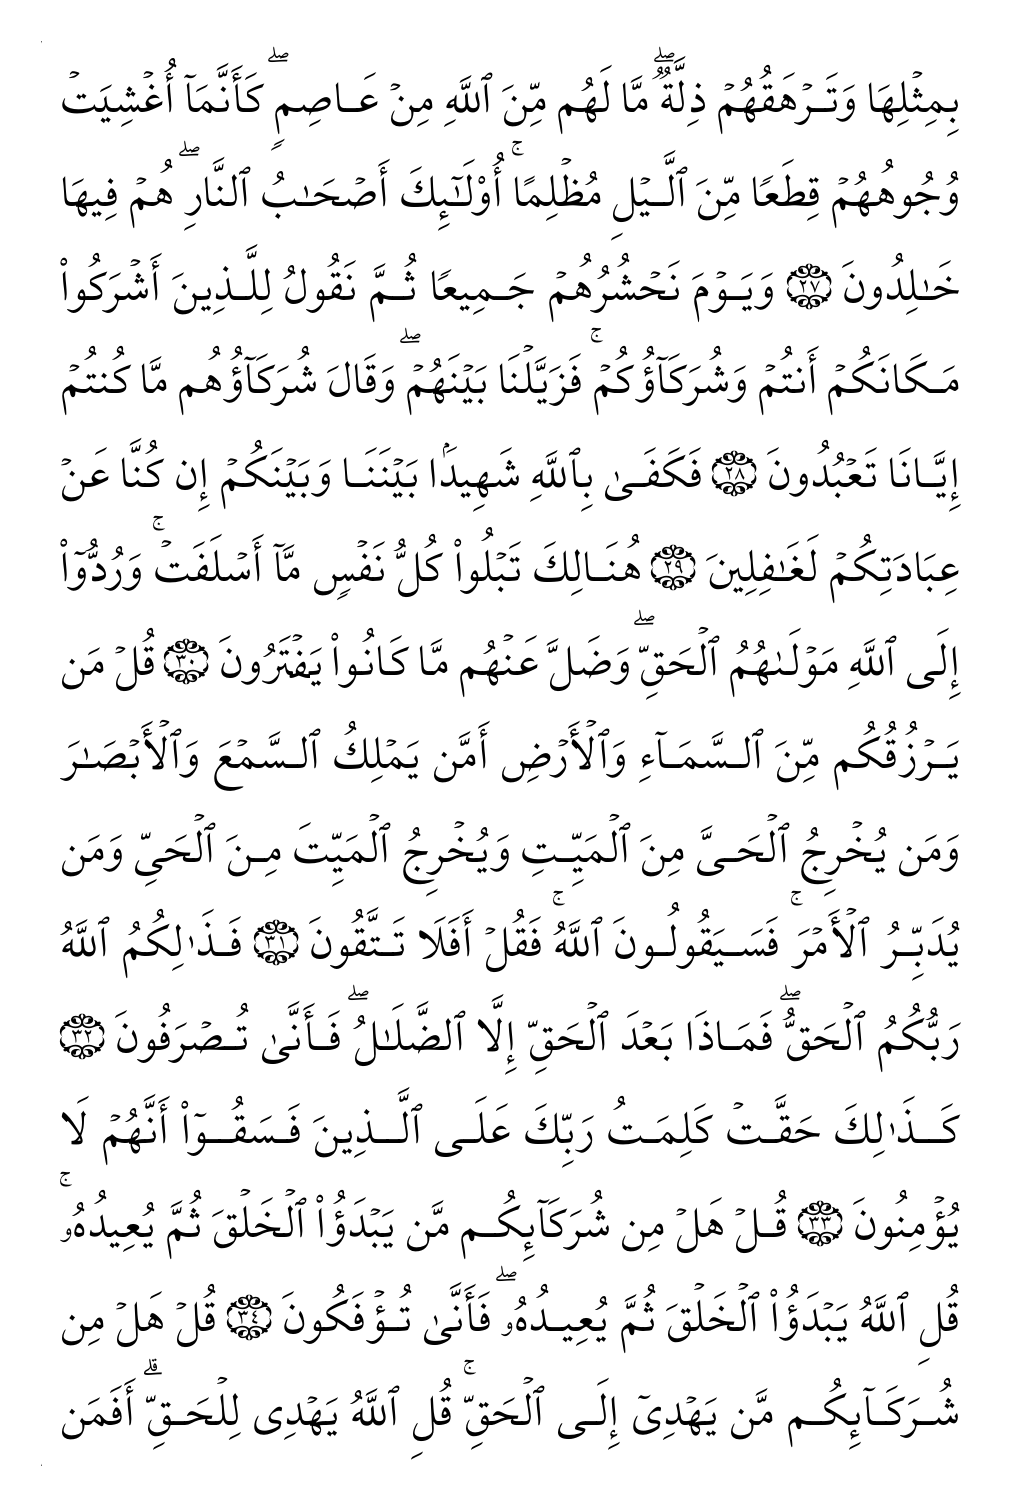 بِمِثۡلِهَا وَتَرۡهَقُهُمۡ ذِلَّةٌۖ مَّا لَهُم مِّنَ ٱللَّهِ مِنۡ عَاصِمٖۖ كَأَنَّمَآ أُغۡشِيَتۡ
وُجُوهُهُمۡ قِطَعٗا مِّنَ ٱلَّيۡلِ مُظۡلِمًاۚ أُوْلَٰٓئِكَ أَصۡحَٰبُ ٱلنَّارِۖ هُمۡ فِيهَا
خَٰلِدُونَ ٢٧ وَيَوۡمَ نَحۡشُرُهُمۡ جَمِيعٗا ثُمَّ نَقُولُ لِلَّذِينَ أَشۡرَكُواْ
مَكَانَكُمۡ أَنتُمۡ وَشُرَكَآؤُكُمۡۚ فَزَيَّلۡنَا بَيۡنَهُمۡۖ وَقَالَ شُرَكَآؤُهُم مَّا كُنتُمۡ
إِيَّانَا تَعۡبُدُونَ ٢٨ فَكَفَىٰ بِٱللَّهِ شَهِيدَۢا بَيۡنَنَا وَبَيۡنَكُمۡ إِن كُنَّا عَنۡ
عِبَادَتِكُمۡ لَغَٰفِلِينَ ٢٩ هُنَالِكَ تَبۡلُواْ كُلُّ نَفۡسٖ مَّآ أَسۡلَفَتۡۚ وَرُدُّوٓاْ
إِلَى ٱللَّهِ مَوۡلَىٰهُمُ ٱلۡحَقِّۖ وَضَلَّ عَنۡهُم مَّا كَانُواْ يَفۡتَرُونَ ٣٠ قُلۡ مَن
يَرۡزُقُكُم مِّنَ ٱلسَّمَآءِ وَٱلۡأَرۡضِ أَمَّن يَمۡلِكُ ٱلسَّمۡعَ وَٱلۡأَبۡصَٰرَ
وَمَن يُخۡرِجُ ٱلۡحَيَّ مِنَ ٱلۡمَيِّتِ وَيُخۡرِجُ ٱلۡمَيِّتَ مِنَ ٱلۡحَيِّ وَمَن
يُدَبِّرُ ٱلۡأَمۡرَۚ فَسَيَقُولُونَ ٱللَّهُۚ فَقُلۡ أَفَلَا تَتَّقُونَ ٣١ فَذَٰلِكُمُ ٱللَّهُ
رَبُّكُمُ ٱلۡحَقُّۖ فَمَاذَا بَعۡدَ ٱلۡحَقِّ إِلَّا ٱلضَّلَٰلُۖ فَأَنَّىٰ تُصۡرَفُونَ ٣٢
كَذَٰلِكَ حَقَّتۡ كَلِمَتُ رَبِّكَ عَلَى ٱلَّذِينَ فَسَقُوٓاْ أَنَّهُمۡ لَا
يُؤۡمِنُونَ ٣٣ قُلۡ هَلۡ مِن شُرَكَآئِكُم مَّن يَبۡدَؤُاْ ٱلۡخَلۡقَ ثُمَّ يُعِيدُهُۥۚ
قُلِ ٱللَّهُ يَبۡدَؤُاْ ٱلۡخَلۡقَ ثُمَّ يُعِيدُهُۥۖ فَأَنَّىٰ تُؤۡفَكُونَ ٣٤ قُلۡ هَلۡ مِن
شُرَكَآئِكُم مَّن يَهۡدِيٓ إِلَى ٱلۡحَقِّۚ قُلِ ٱللَّهُ يَهۡدِي لِلۡحَقِّۗ أَفَمَن